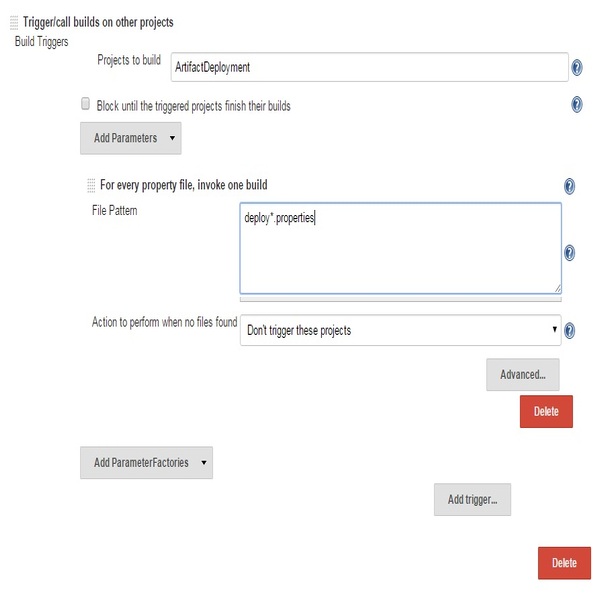 Trigger/call builds on other projects
Build Triggers
Projects to build
ArtifactDeployment
Block until the triggered projects finish their builds
Add Parameters
For every property file, invoke one build
File Pattern
deploy*.properties
Action to perform when no files found
Don't trigger these projects
Advanced...
Delete
Add ParameterFactories
Add trigger...
Delete